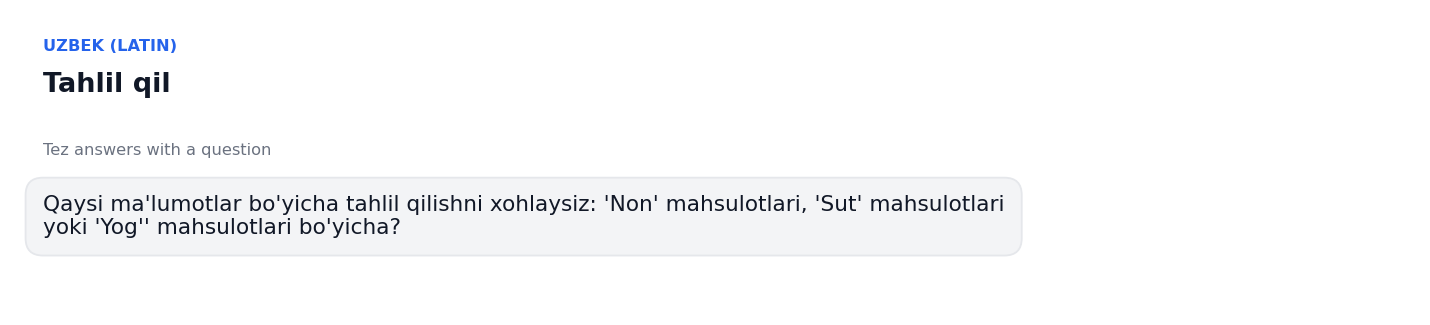 UZBEK (LATIN)
Tahlil qil
Tez answers with a question
Qaysi ma'lumotlar bo'yicha tahlil qilishni xohlaysiz: 'Non' mahsulotlari, 'Sut' mahsulotlari
yoki 'Yog'' mahsulotlari bo'yicha?